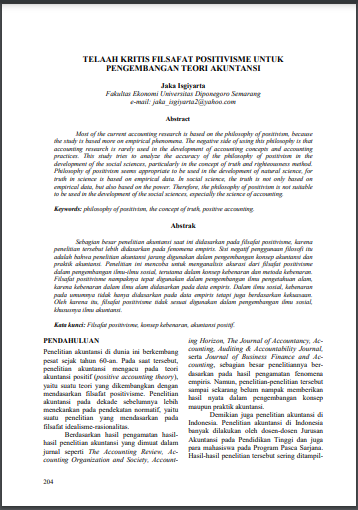 TELAAH KRITIS FILSAFAT POSITIVISME UNTUK
PENGEMBANGAN TEORI AKUNTANSI
Jaka Isgiyarta
Fakultas Ekonomi Universitas Diponegoro Semarang
e-mail: jaka_isgiyarta2@yahoo.com
Abstract
Most of the current accounting research is based on the philosophy of positivism, because
the study is based more on empirical phenomena. The negative side of using this philosophy is that
accounting research is rarely used in the development of accounting concepts and accounting
practices. This study tries to analyze the accuracy of the philosophy of positivism in the
development of the social sciences, particularly in the concept of truth and righteousness method.
Philosophy of positivism seems appropriate to be used in the development of natural science, for
truth in science is based on empirical data. In social science, the truth is not only based on
empirical data, but also based on the power. Therefore, the philosophy of positivism is not suitable
to be used in the development of the social sciences, especially the science of accounting.
Keywords: philosophy of positivism, the concept of truth, positive accounting.
Abstrak
Sebagian besar penelitian akuntansi saat ini didasarkan pada filsafat positivisme, karena
penelitian tersebut lebih didasarkan pada fenomena empiris. Sisi negatif penggunaan filosofi itu
adalah bahwa penelitian akuntansi jarang digunakan dalam pengembangan konsep akuntansi dan
praktik akuntansi. Penelitian ini mencoba untuk menganalisis akurasi dari filsafat positivisme
dalam pengembangan ilmu-ilmu sosial, terutama dalam konsep kebenaran dan metoda kebenaran.
Filsafat positivisme nampaknya tepat digunakan dalam pengembangan ilmu pengetahuan alam,
karena kebenaran dalam ilmu alam didasarkan pada data empiris. Dalam ilmu sosial, kebenaran
pada umumnya tidak hanya didasarkan pada data empiris tetapi juga berdasarkan kekuasaan.
Oleh karena itu, filsafat positivisme tidak sesuai digunakan dalam pengembangan ilmu sosial,
khususnya ilmu akuntansi.
Kata kunci: Filsafat positivisme, konsep kebenaran, akuntansi positif.
PENDAHULUAN
Penelitian akuntansi di dunia ini berkembang
pesat sejak tahun 60-an. Pada saat tersebut,
penelitian akuntansi mengacu pada teori
akuntansi positif (positive accounting theory),
yaitu suatu teori yang dikembangkan dengan
mendasarkan filsafat positivisme. Penelitian
akuntansi pada dekade sebelumnya lebih
menekankan pada pendekatan normatif, yaitu
suatu penelitian yang mendasarkan pada
filsafat idealisme-rasionalitas.
Berdasarkan hasil pengamatan hasil-
hasil penelitian akuntansi yang dimuat dalam
jurnal seperti The Accounting Review, Ac-
counting Organization and Society, Account-
ing Horizon, The Journal of Accountancy, Ac-
counting, Auditing & Accountability Journal,
serta Journal of Business Finance and Ac-
counting, sebagian besar penelitiannya ber-
dasarkan pada hasil pengamatan fenomena
empiris. Namun, penelitian-penelitian tersebut
sampai sekarang belum nampak memberikan
hasil nyata dalam pengembangan konsep
maupun praktik akuntansi.
Demikian juga penelitian akuntansi di
Indonesia. Penelitian akuntansi di Indonesia
banyak dilakukan oleh dosen-dosen Jurusan
Akuntansi pada Pendidikan Tinggi dan juga
para mahasiswa pada Program Pasca Sarjana.
Hasil-hasil penelitian tersebut sering ditampil-
204